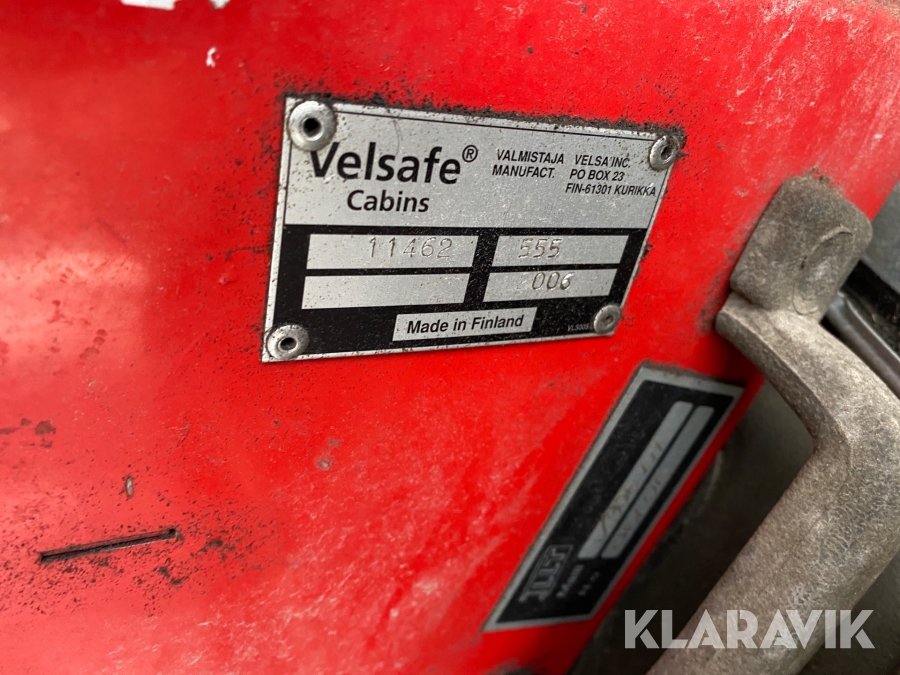 Velsafe®
Cabins
VALMISTAJA VELSA INC.
MANUFACT. PO BOX 23
FIN-61301 KURIKKA
11462 555
006
Made in Finland
KLARAVIK